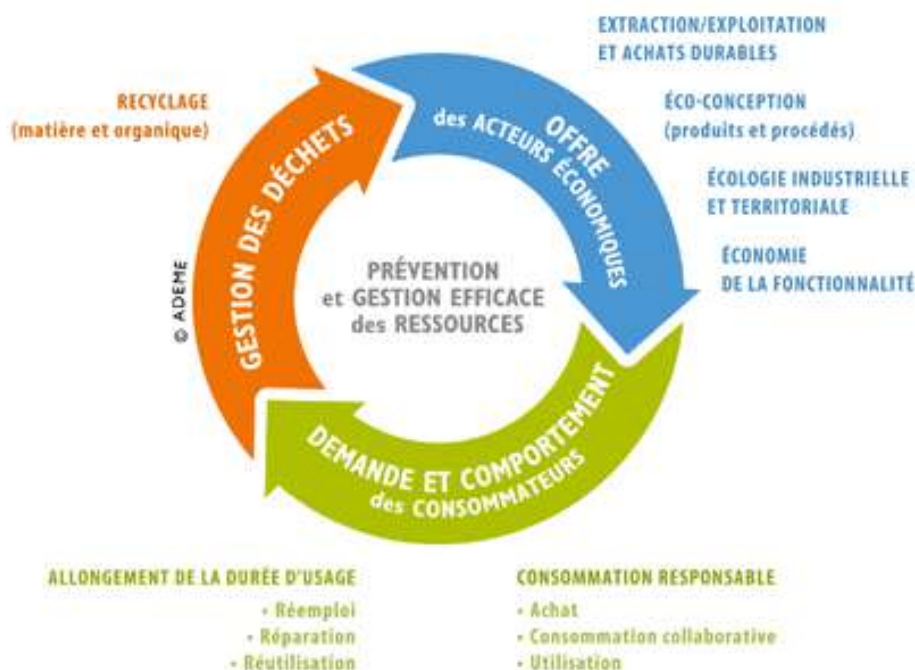 EXTRACTION/EXPLOITATION
ET ACHATS DURABLES
RECYCLAGE
(matière et organique)
ÉCO-CONCEPTION
(produits et procédés)
ÉCOLOGIE INDUSTRIELLE
ET TERRITORIALE
ÉCONOMIE
DE LA FONCTIONNALITÉ
OFFRE
des ACTEURS ÉCONOMIQUES
GESTION DES DÉCHETS
© ADEME
PRÉVENTION
et GESTION EFFICACE
des RESSOURCES
DEMANDE ET COMPORTEMENT
des CONSOMMATEURS
ALLONGEMENT DE LA DURÉE D'USAGE
• Réemploi
• Réparation
• Réutilisation
CONSOMMATION RESPONSABLE
• Achat
• Consommation collaborative
• Utilisation